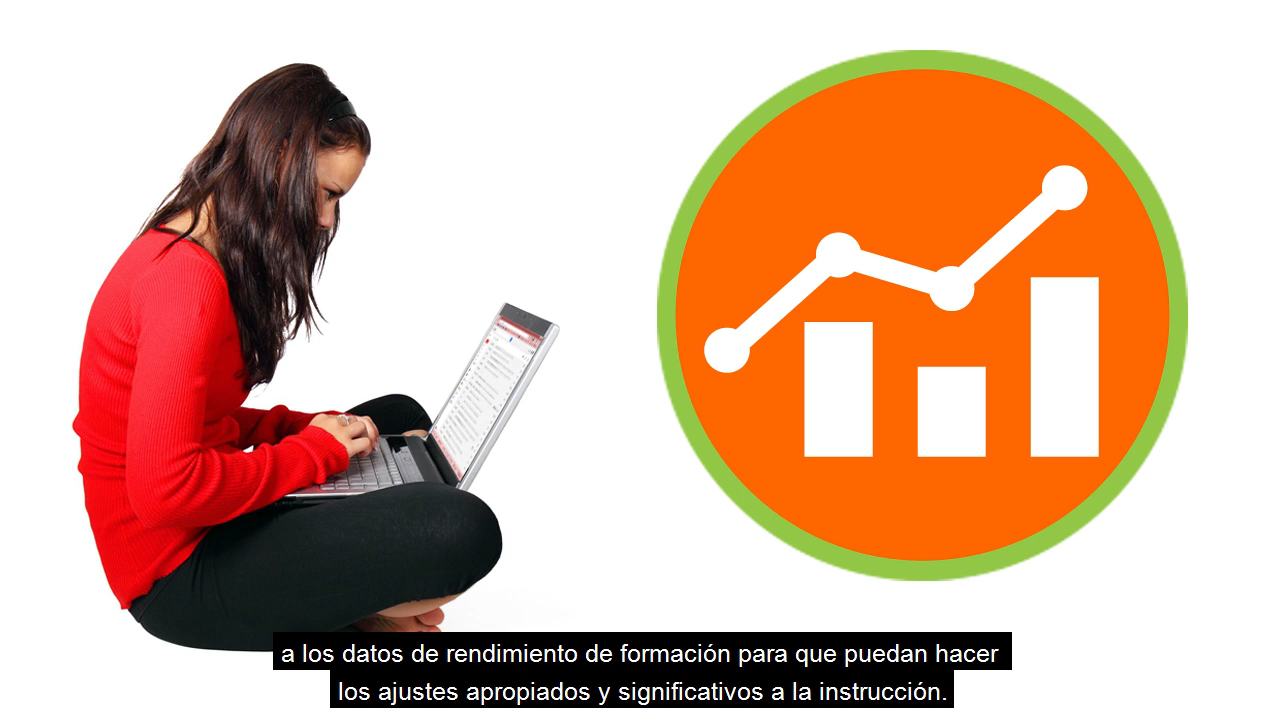 a los datos de rendimiento de formación para que puedan hacer
los ajustes apropiados y significativos a la instrucción.